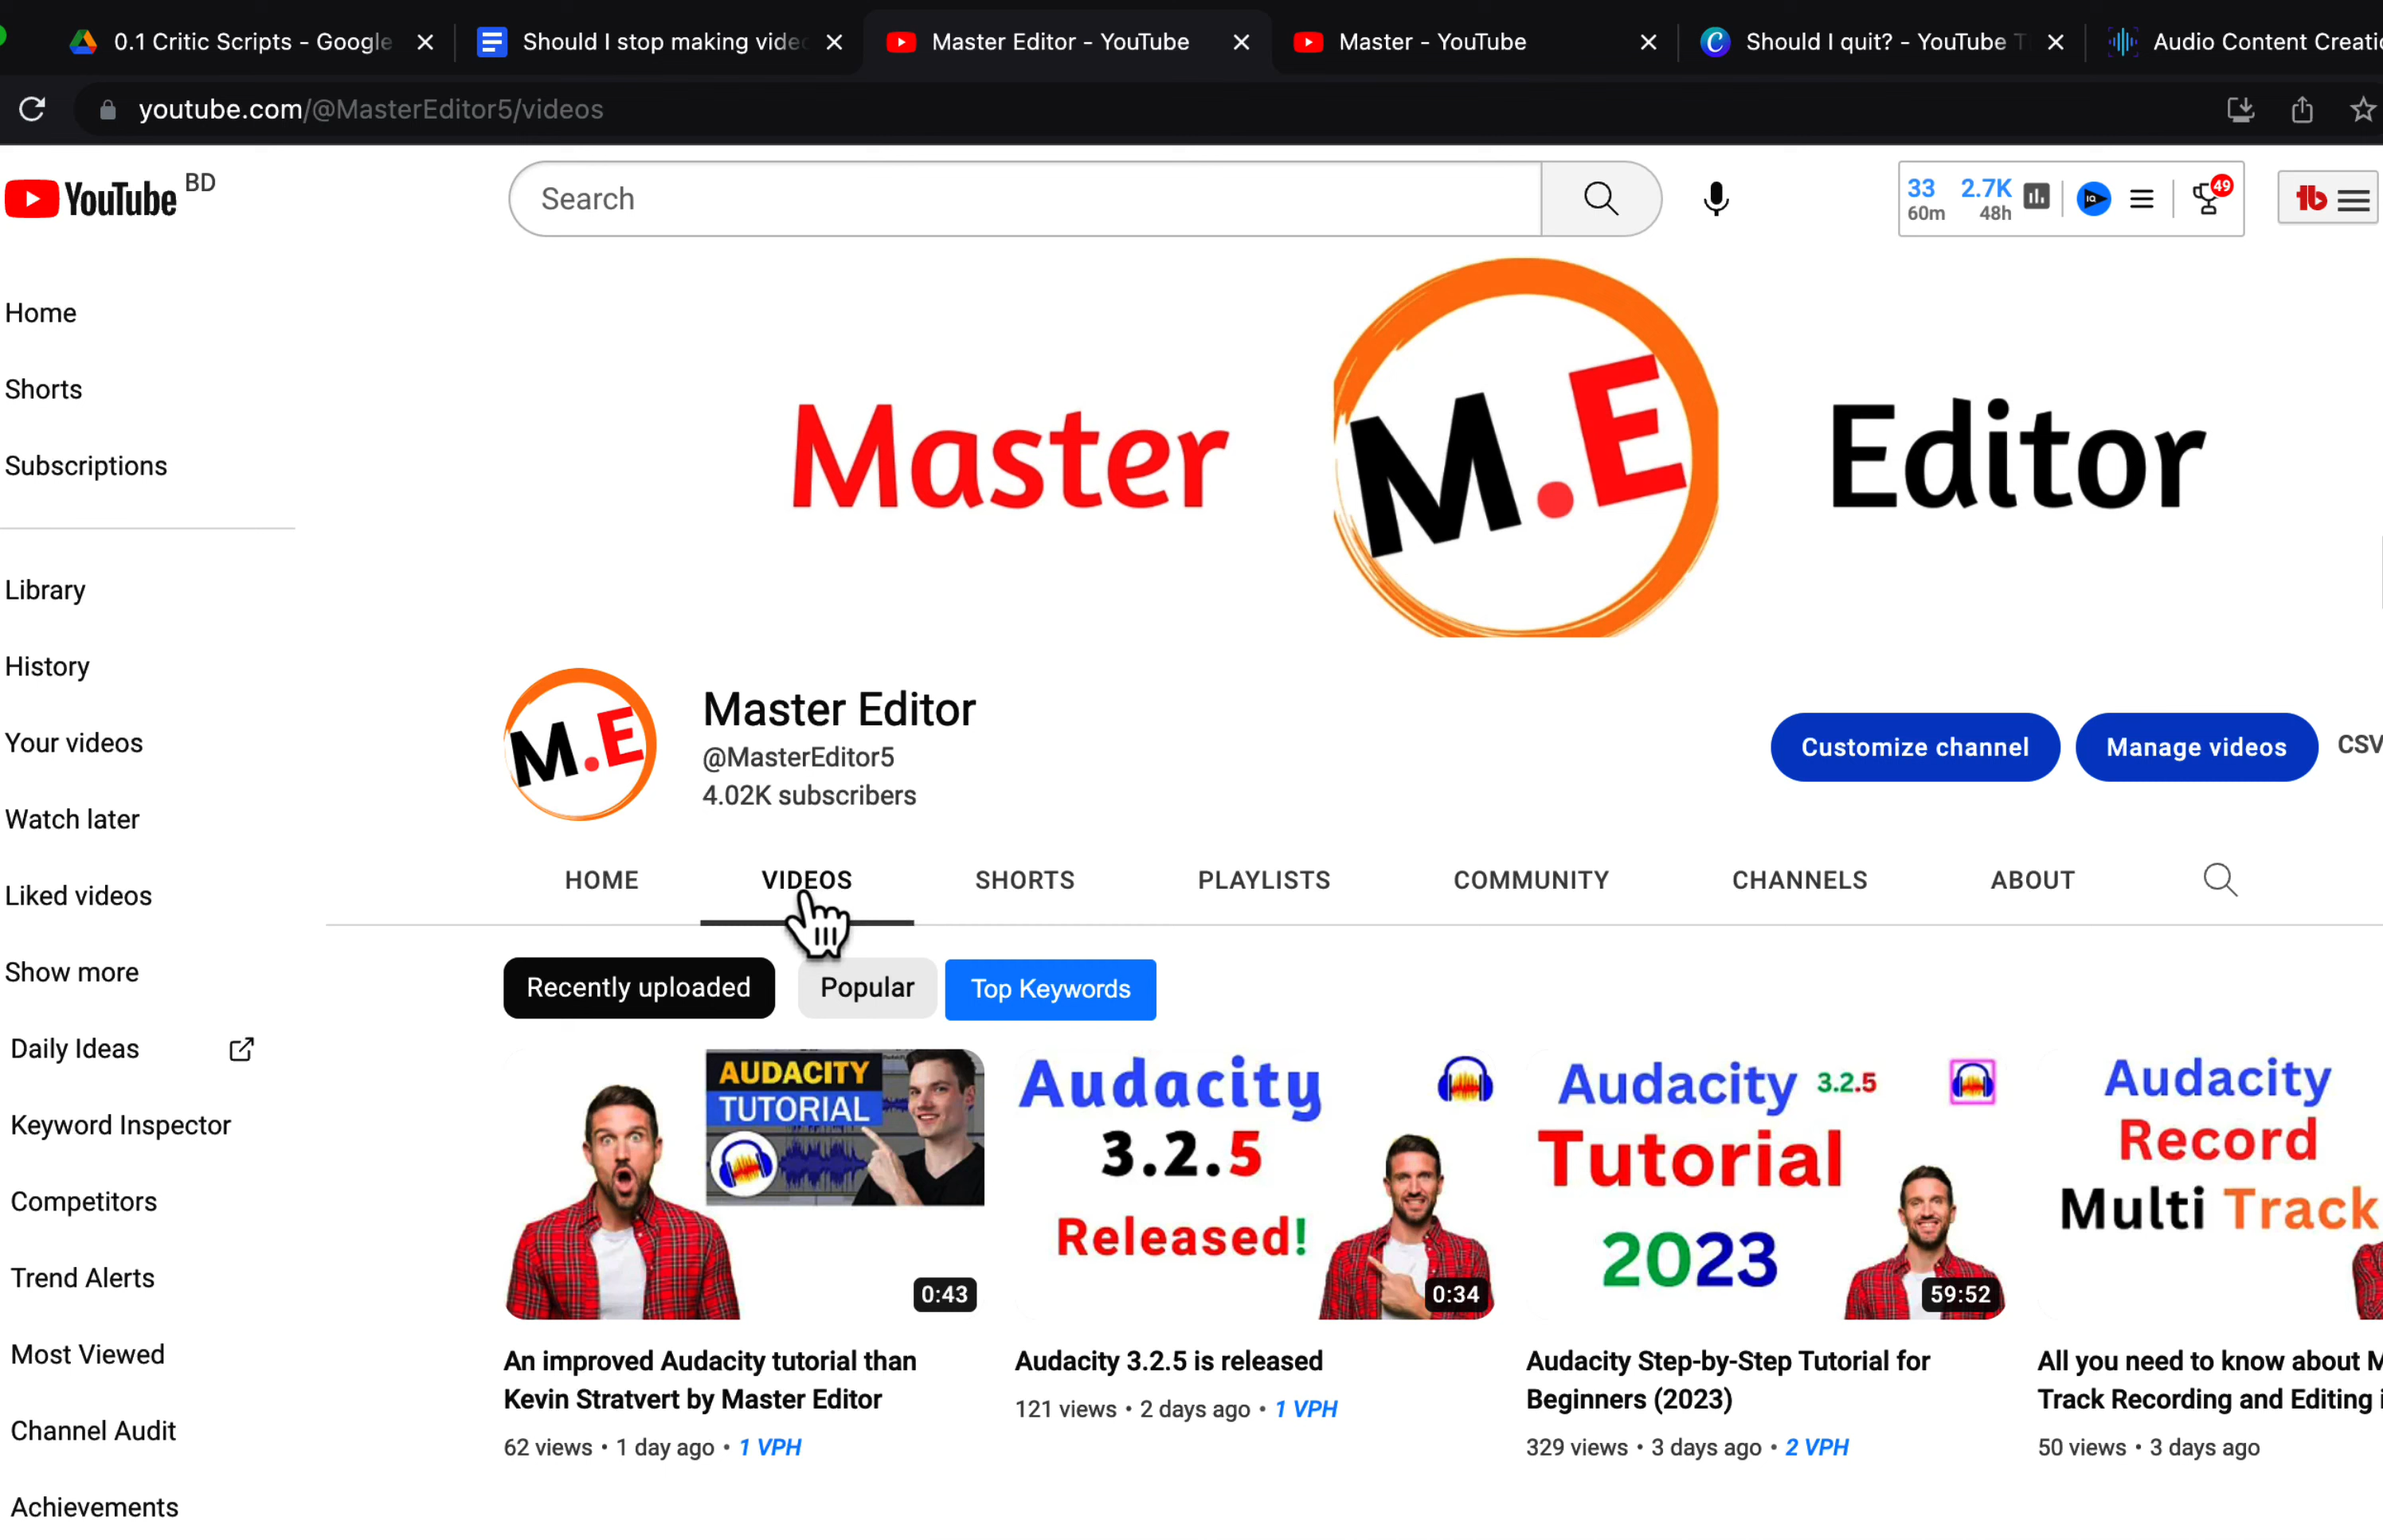 0.1 Critic Scripts - Google
Should I stop making vide
Master Editor - YouTube
Master - YouTube
Should I quit? - YouTube T
Audio Content Creati
youtube.com/@MasterEditor5/videos
YouTube BD
Search
33 2.7K
60m 48h
IQ
49
tb
Home
Shorts
Subscriptions
Library
History
Your videos
Watch later
Liked videos
Show more
Daily Ideas
Keyword Inspector
Competitors
Trend Alerts
Most Viewed
Channel Audit
Achievements
Master
M.E
Editor
M.E
Master Editor
@MasterEditor5
4.02K subscribers
Customize channel
Manage videos
CSV
HOME
VIDEOS
SHORTS
PLAYLISTS
COMMUNITY
CHANNELS
ABOUT
Recently uploaded
Popular
Top Keywords
AUDACITY
TUTORIAL
0:43
An improved Audacity tutorial than
Kevin Stratvert by Master Editor
62 views • 1 day ago • 1 VPH
Audacity
3.2.5
Released!
0:34
Audacity 3.2.5 is released
121 views • 2 days ago • 1 VPH
Audacity 3.2.5
Tutorial
2023
59:52
Audacity Step-by-Step Tutorial for
Beginners (2023)
329 views • 3 days ago • 2 VPH
Audacity
Record
Multi Track
All you need to know about M
Track Recording and Editing i
50 views • 3 days ago